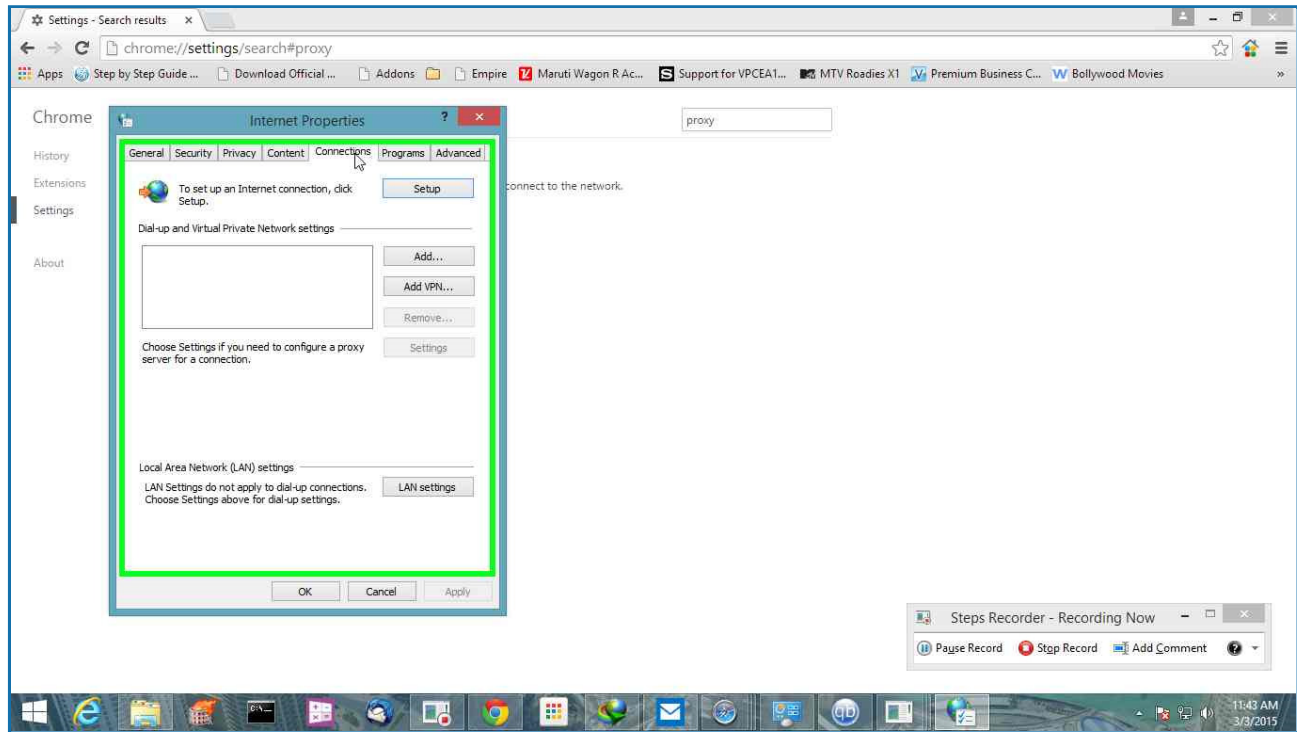 Settings - Search results
chrome://settings/search#proxy
Apps Step by Step Guide ... Download Official ... Addons Empire Maruti Wagon R Ac... Support for VPCEA1... MTV Roadies X1 Premium Business C... Bollywood Movies »
Chrome
proxy
History
Extensions
connect to the network.
Settings
About
Internet Properties
General Security Privacy Content Connections Programs Advanced
To set up an Internet connection, click
Setup.
Setup
Dial-up and Virtual Private Network settings
Add...
Add VPN...
Remove...
Choose Settings if you need to configure a proxy
server for a connection.
Settings
Local Area Network (LAN) settings
LAN Settings do not apply to dial-up connections.
Choose Settings above for dial-up settings.
LAN settings
OK Cancel Apply
Steps Recorder - Recording Now
Pause Record Stop Record Add Comment
11:43 AM
3/3/2015